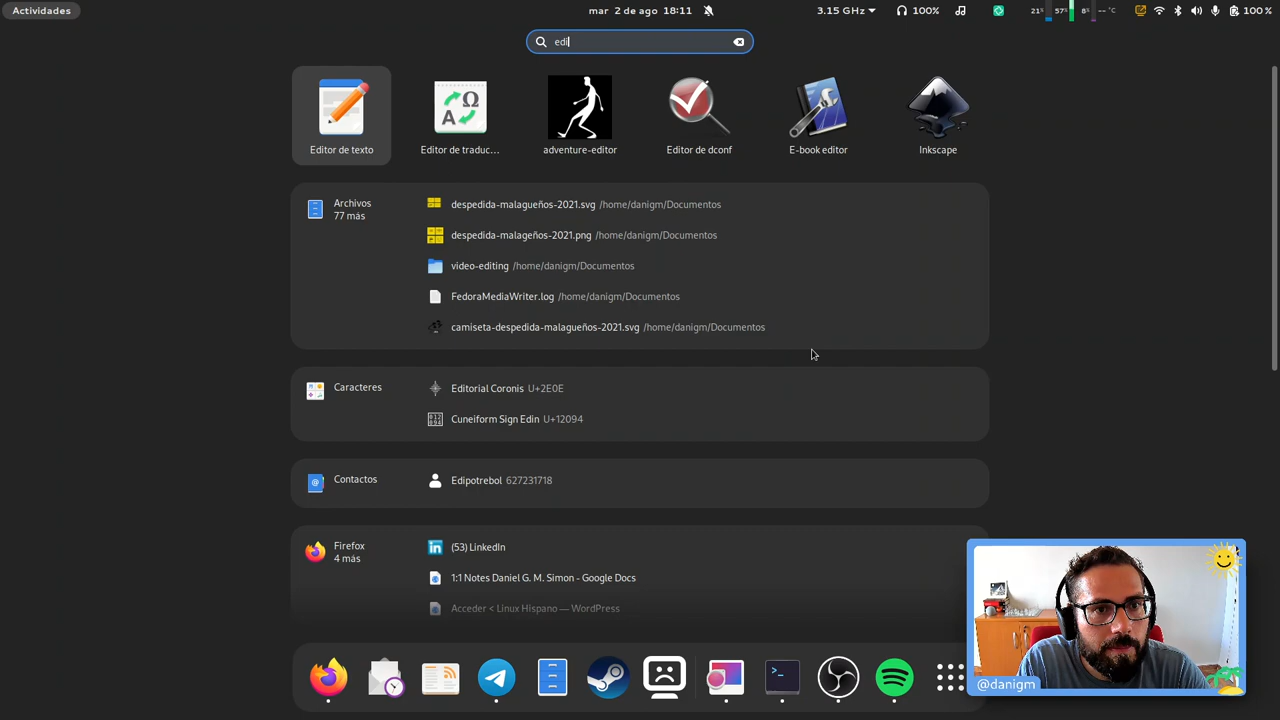 Actividades
mar 2 de ago 18:11
3.15 GHz
100%
21%
57%
8%
--°C
100 %
edi
Editor de texto
Editor de traduc...
adventure-editor
Editor de dconf
E-book editor
Inkscape
Archivos
77 más
despedida-malagueños-2021.svg /home/danigm/Documentos
despedida-malageños-2021.png /home/danigm/Documentos
video-editing /home/danigm/Documentos
FedoraMediaWriter.log /home/danigm/Documentos
camiseta-despedida-malagueños-2021.svg /home/danigm/Documentos
Caracteres
Editorial Coronis U+2E0E
Cuneiform Sign Edin U+12094
Contactos
Edipotrebol 627231718
Firefox
4 más
(53) LinkedIn
1:1 Notes Daniel G. M. Simon - Google Docs
Acceder < Linux Hispano — WordPress
@danigm